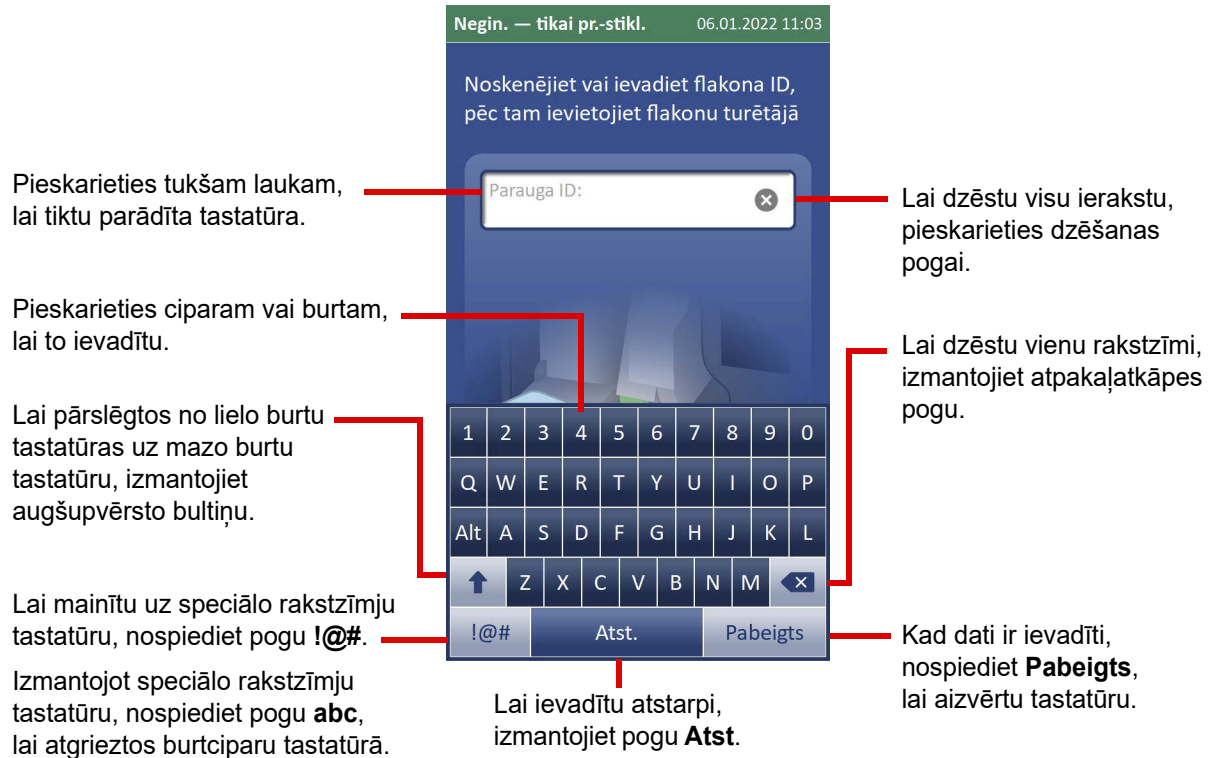 Negin. — tikai pr.-stikl. 06.01.2022 11:03
Noskenējiet vai ievadiet flakona ID,
pēc tam ievietojiet flakonu turētājā
Parauga ID:
Pieskarieties tukšam laukam,
lai tiktu parādīta tastatūra.
Lai dzēstu visu ierakstu,
pieskarieties dzēšanas
pogai.
Pieskarieties ciparam vai burtam,
lai to ievadītu.
Lai dzēstu vienu rakstzīmi,
izmantojiet atpakaļatkāpes
pogu.
Lai pārslēgtos no lielo burtu
tastatūras uz mazo burtu
tastatūru, izmantojiet
augšupvērsto bultiņu.
1 2 3 4 5 6 7 8 9 0
Q W E R T Y U I O P
Alt A S D F G H J K L
Z X C V B N M
!@# Atst. Pabeigts
Lai mainītu uz speciālo rakstzīmju
tastatūru, nospiediet pogu !@#.
Izmantojot speciālo rakstzīmju
tastatūru, nospiediet pogu abc,
lai atgrieztos burtciparu tastatūrā.
Lai ievadītu atstarpi,
izmantojiet pogu Atst.
Kad dati ir ievadīti,
nospiediet Pabeigts,
lai aizvērtu tastatūru.